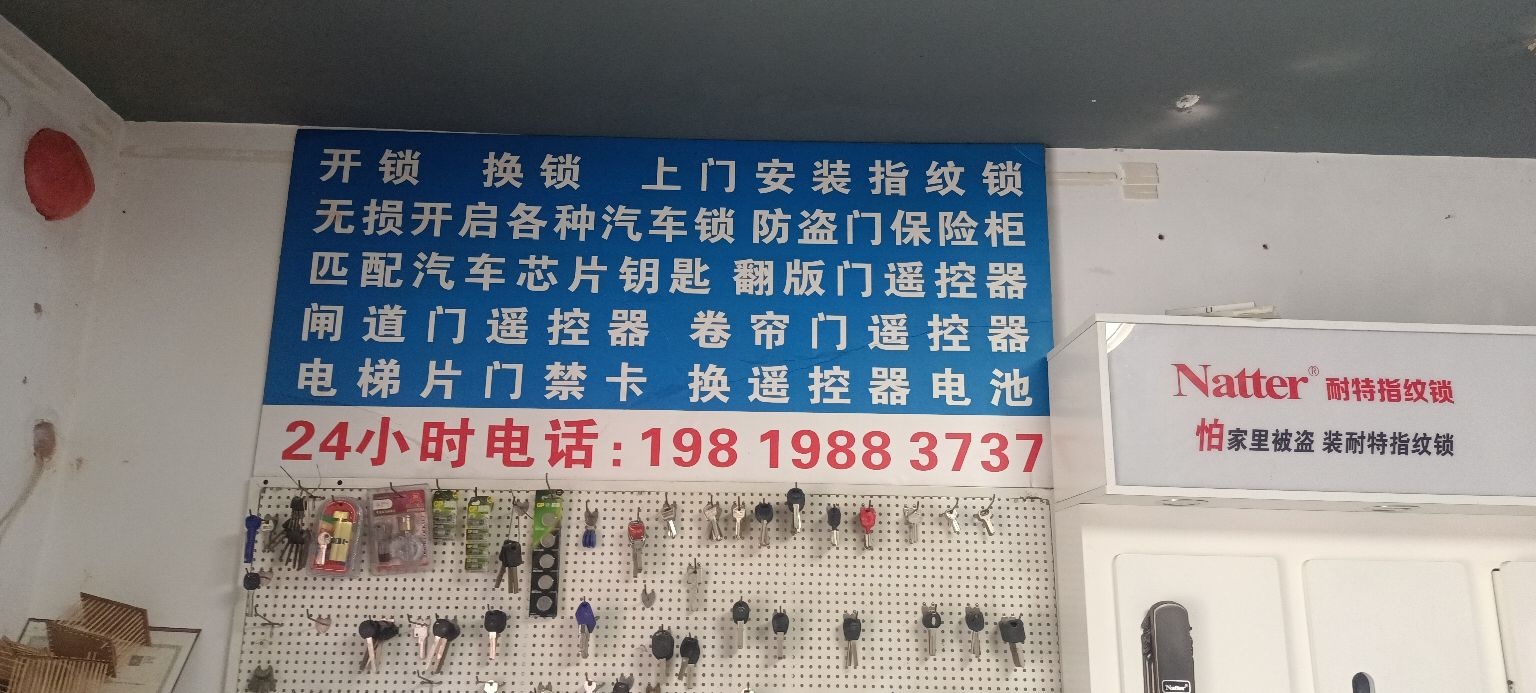 开锁 换锁 上门安装指纹锁
无损开启各种汽车锁 防盗门保险柜
匹配汽车芯片钥匙 翻版门遥控器
闸道门遥控器 卷帘门遥控器
电梯片门禁卡 换遥控器电池
24小时电话:198 1988 3737
Natter® 耐特指纹锁
怕家里被盗 装耐特指纹锁
GP
Natter